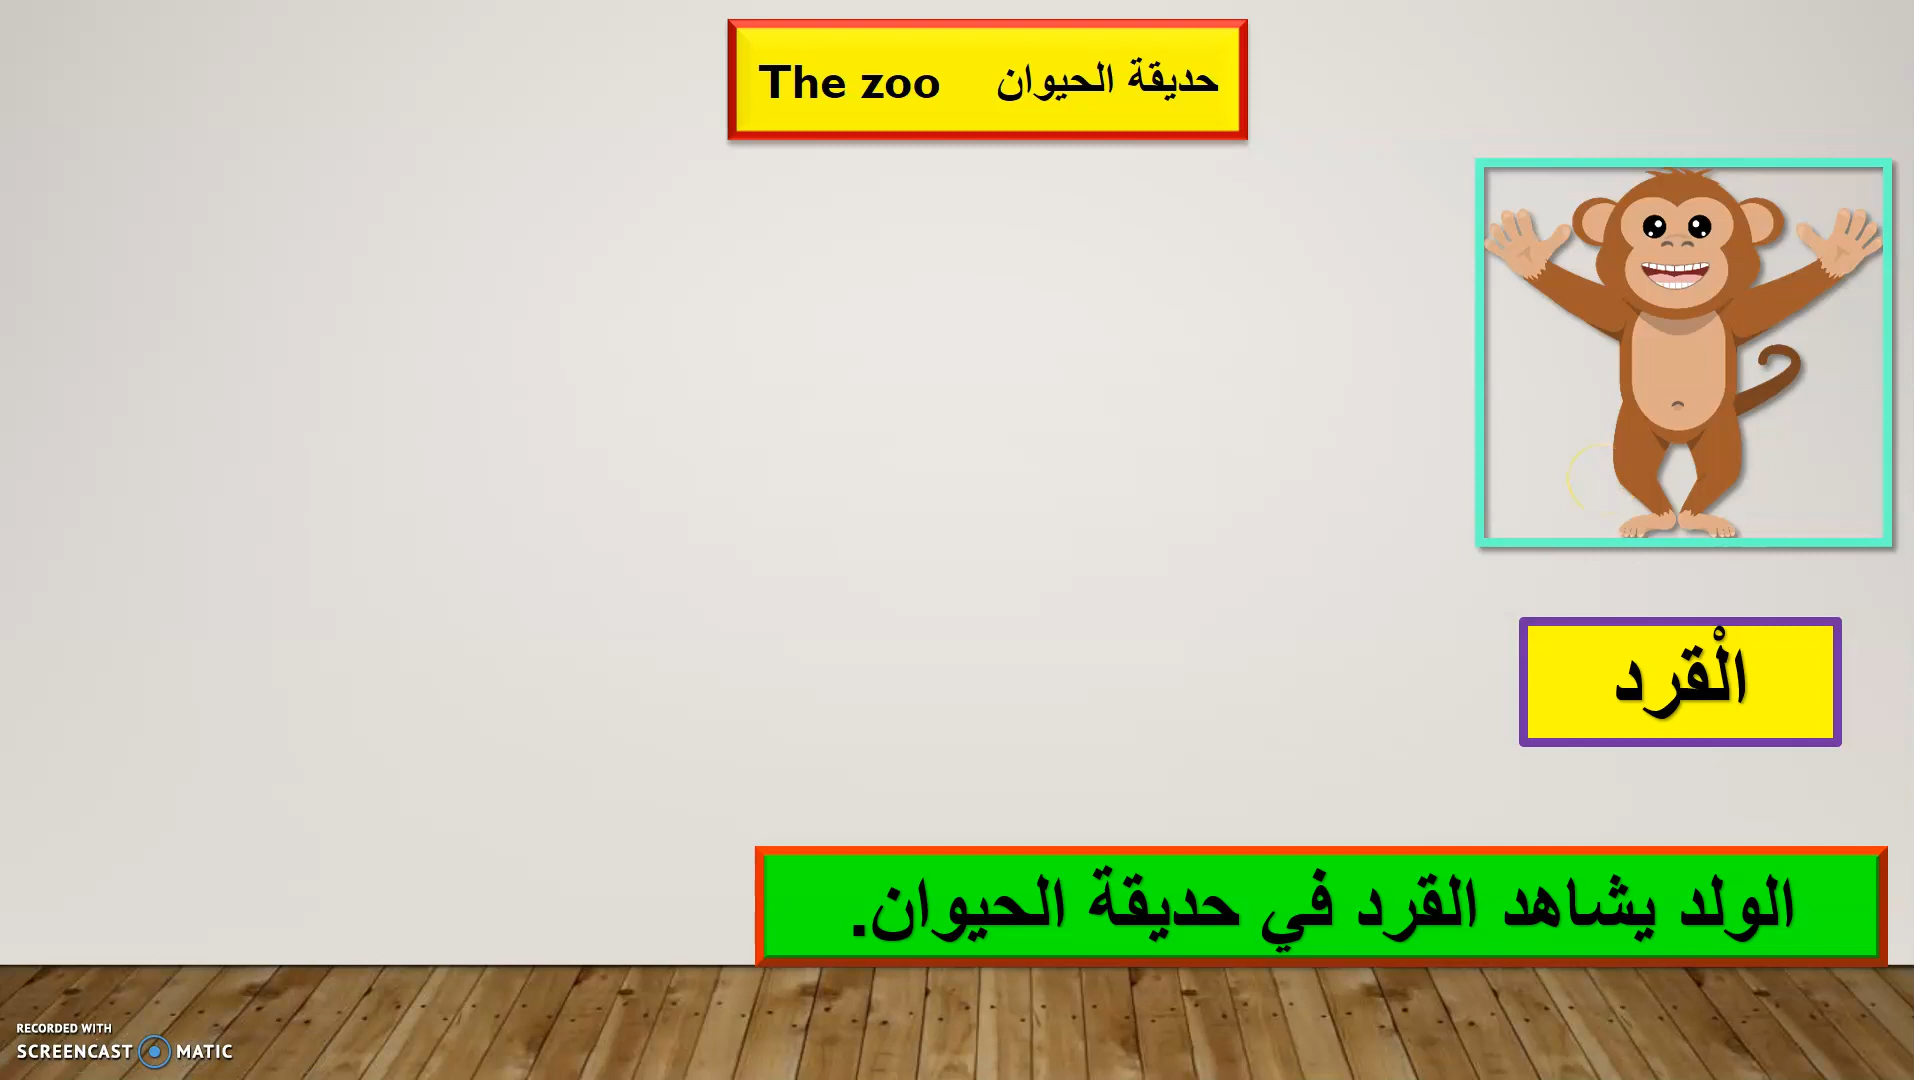 The zoo حديقة الحيوان
الْقرد
الولد يشاهد القرد في حديقة الحيوان.
RECORDED WITH
SCREENCAST MATIC